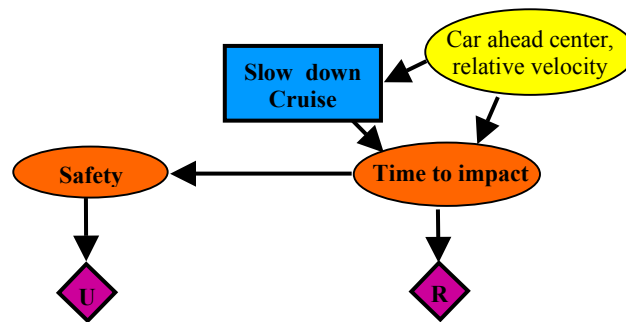 Car ahead center,
relative velocity
Slow down
Cruise
Safety
Time to impact
U
R